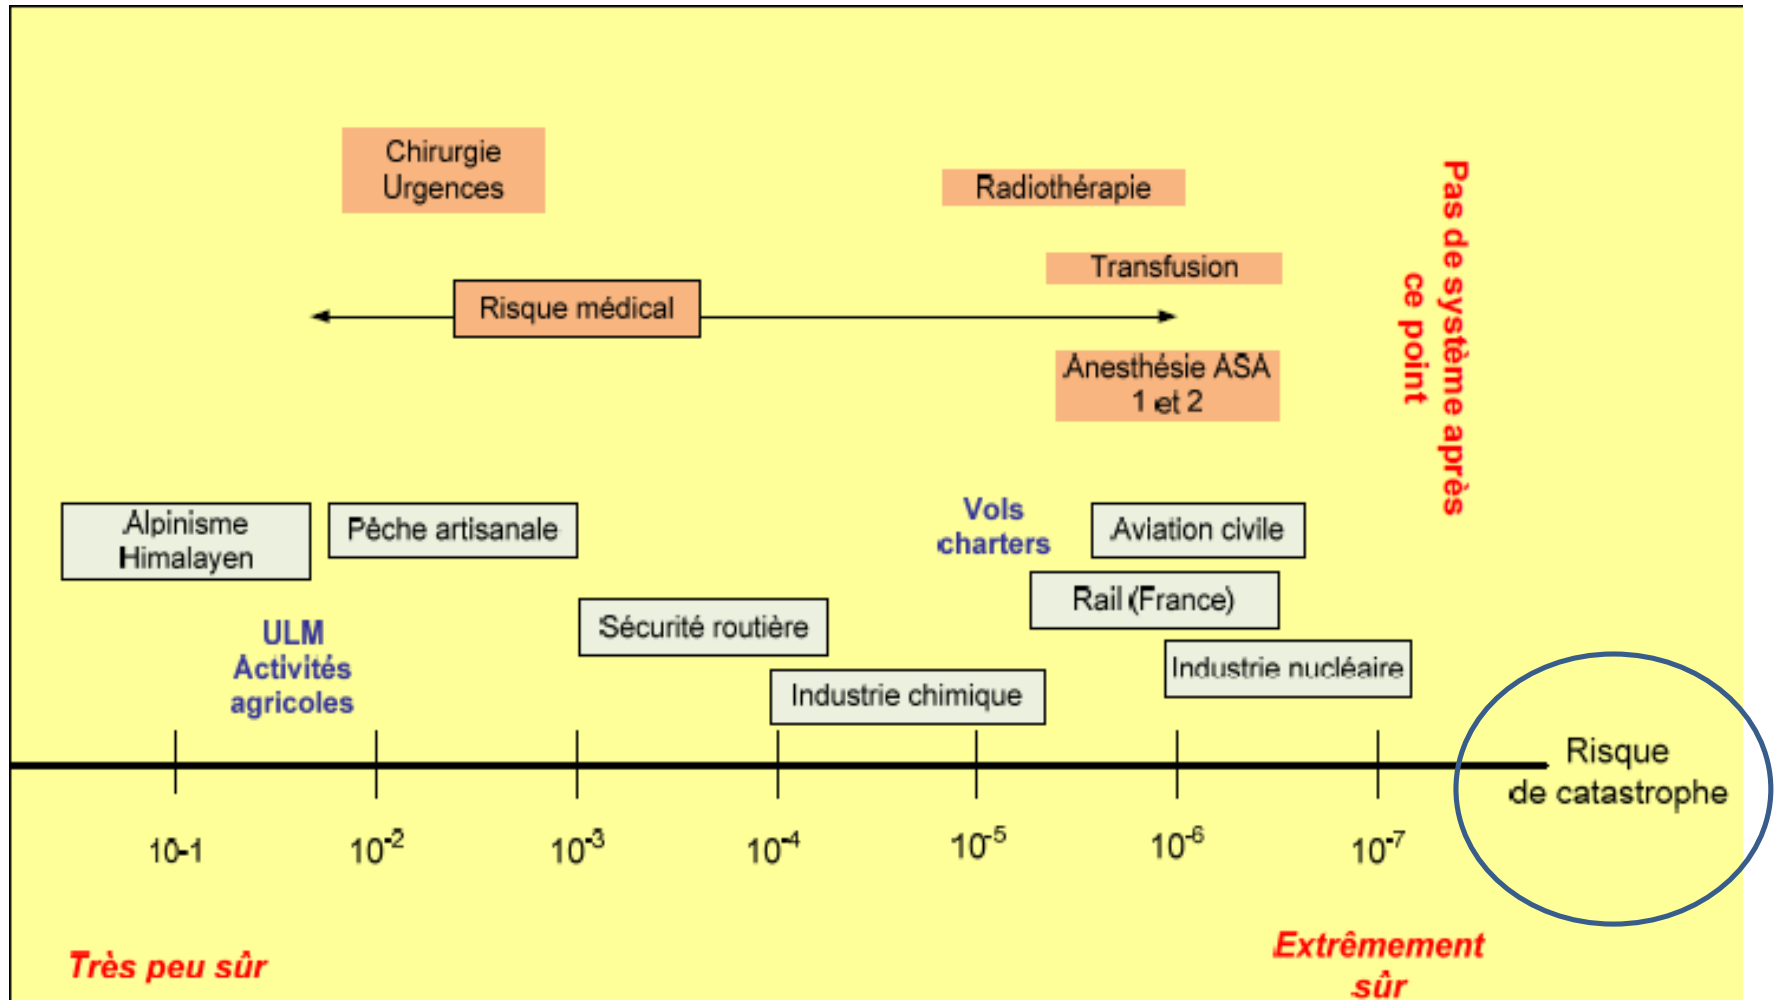 Chirurgie
Urgences
Radiothérapie
Transfusion
Risque médical
Anesthésie ASA
1 et 2
Pas de système après
ce point
Alpinisme
Himalayen
Pêche artisanale
Vols
charters
Aviation civile
Rail (France)
Sécurité routière
ULM
Activités
agricoles
Industrie nucléaire
Industrie chimique
Risque
de catastrophe
10-1
10-2
10-3
10-4
10-5
10-6
10-7
Très peu sûr
Extrêmement
sûr